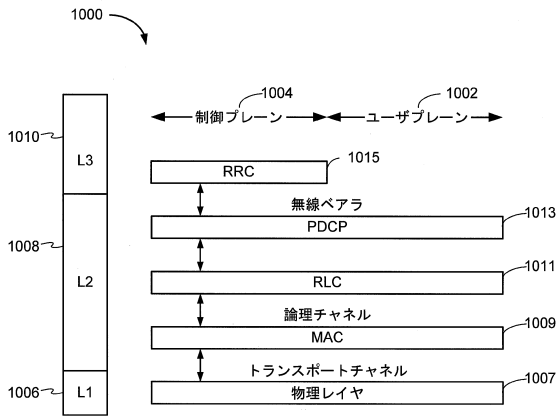 1000
1004
1002
制御プレーン
ユーザプレーン
1010
L3
1015
RRC
無線ベアラ
1013
PDCP
1008
L2
1011
RLC
論理チャネル
1009
MAC
トランスポートチャネル
1007
1006
L1
物理レイヤ